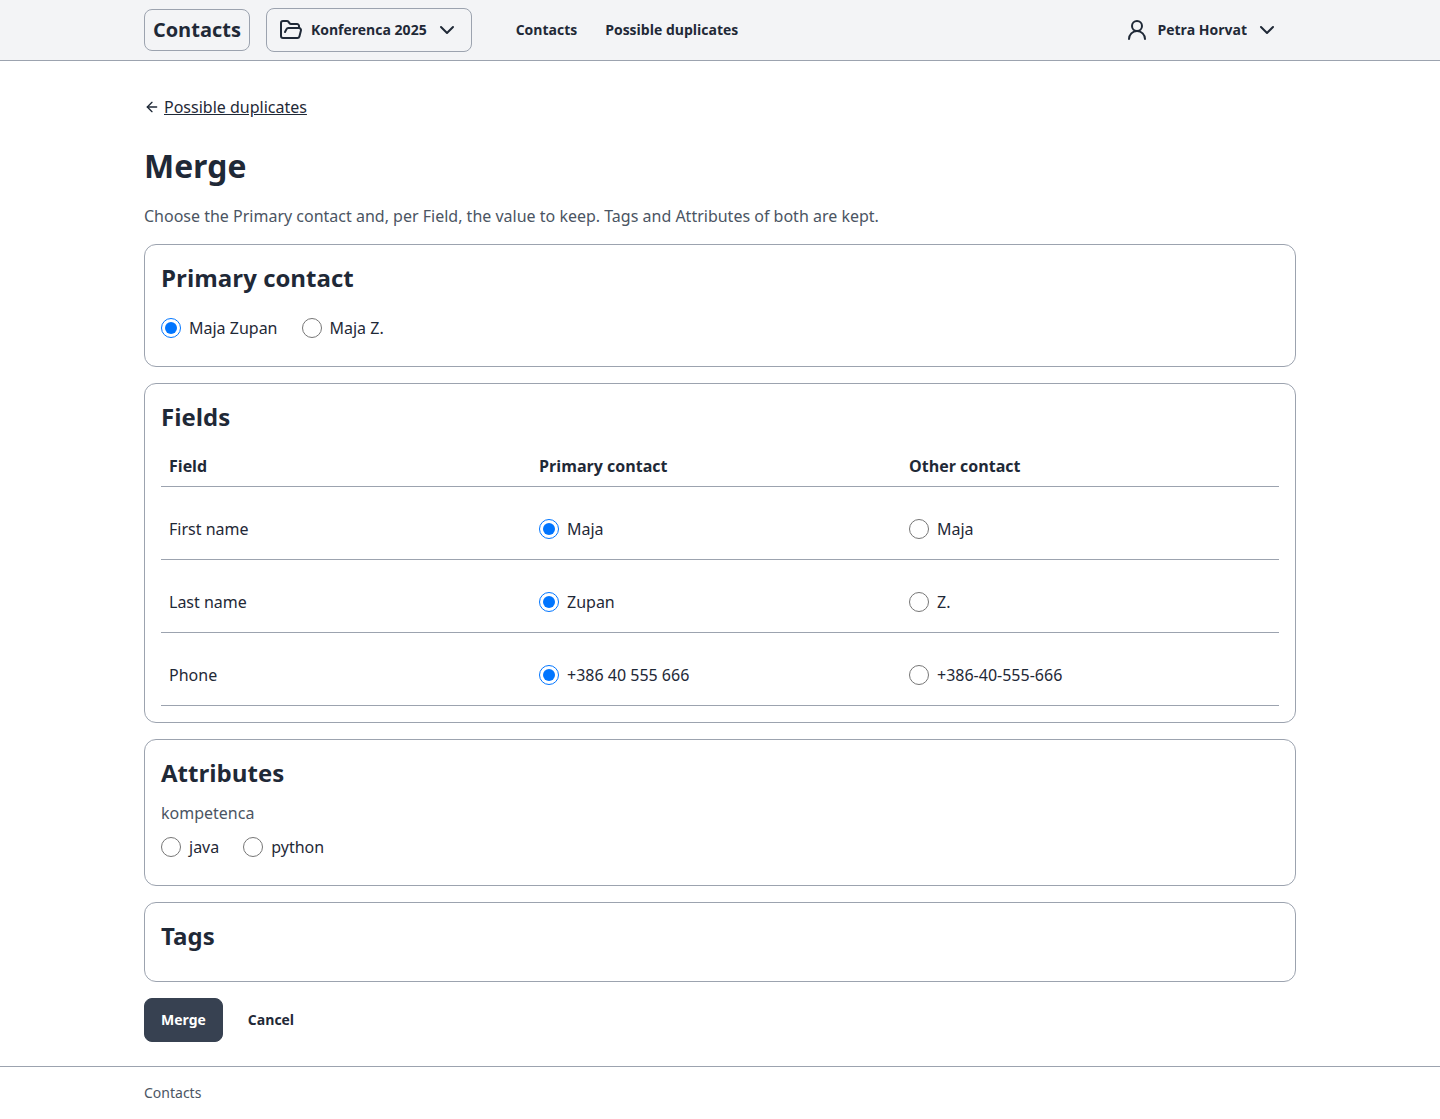 Contacts Konferenca 2025 Contacts Possible duplicates Petra Horvat
Possible duplicates
Merge
Choose the Primary contact and, per Field, the value to keep. Tags and Attributes of both are kept.
Primary contact
Maja Zupan Maja Z.
Fields
Field Primary contact Other contact
First name Maja Maja
Last name Zupan Z.
Phone +386 40 555 666 +386-40-555-666
Attributes
kompetenca
java python
Tags
Merge Cancel
Contacts